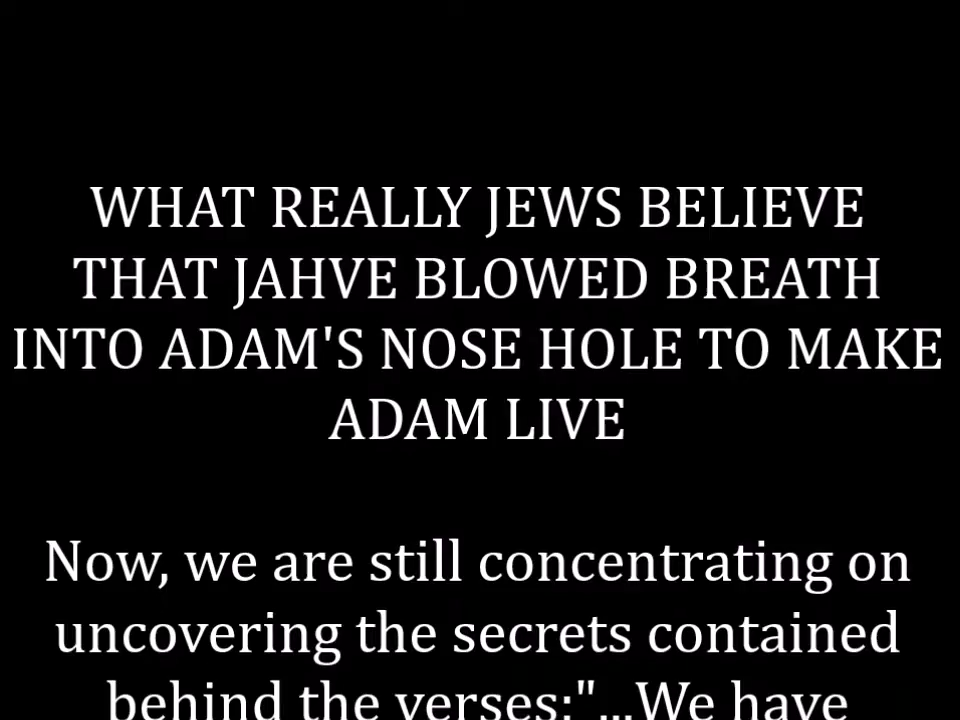 WHAT REALLY JEWS BELIEVE
THAT JAHVE BLOWED BREATH
INTO ADAM'S NOSE HOLE TO MAKE
ADAM LIVE
Now, we are still concentrating on
uncovering the secrets contained
behind the verses:"...We have